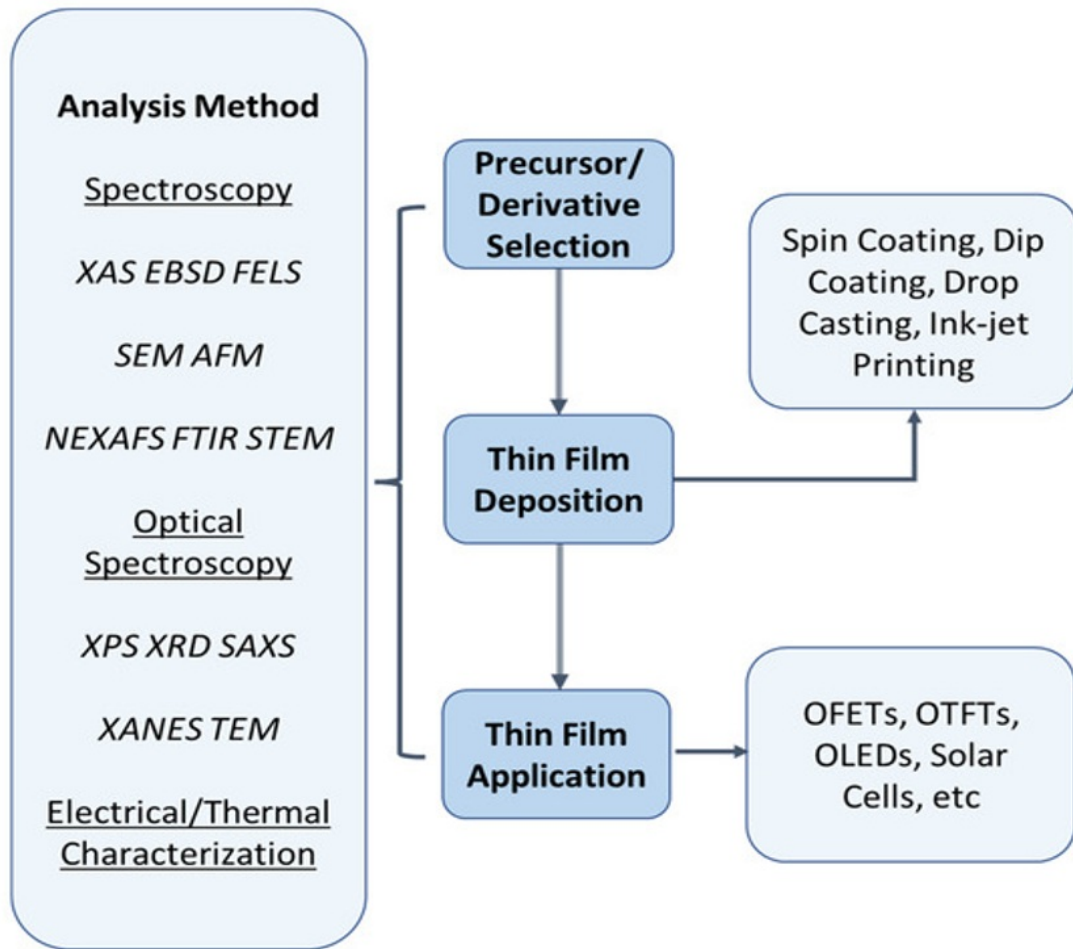 Analysis Method
Spectroscopy
XAS EBSD FELS
SEM AFM
NEXAFS FTIR STEM
Optical
Spectroscopy
XPS XRD SAXS
XANES TEM
Electrical/Thermal
Characterization
Precursor/
Derivative
Selection
Thin Film
Deposition
Spin Coating, Dip
Coating, Drop
Casting, Ink-jet
Printing
Thin Film
Application
OFETs, OTFTs,
OLEDs, Solar
Cells, etc